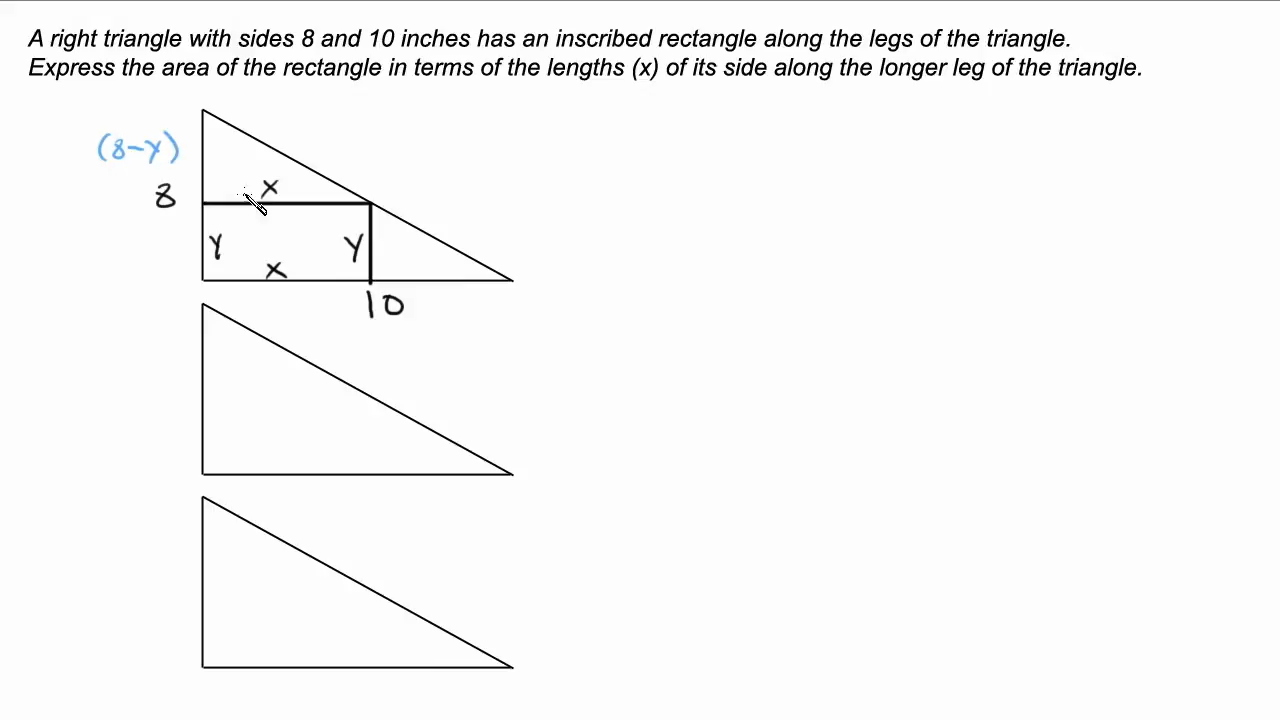 A right triangle with sides 8 and 10 inches has an inscribed rectangle along the legs of the triangle.
Express the area of the rectangle in terms of the lengths (x) of its side along the longer leg of the triangle.
(8-y)
8
x
y
y
x
10